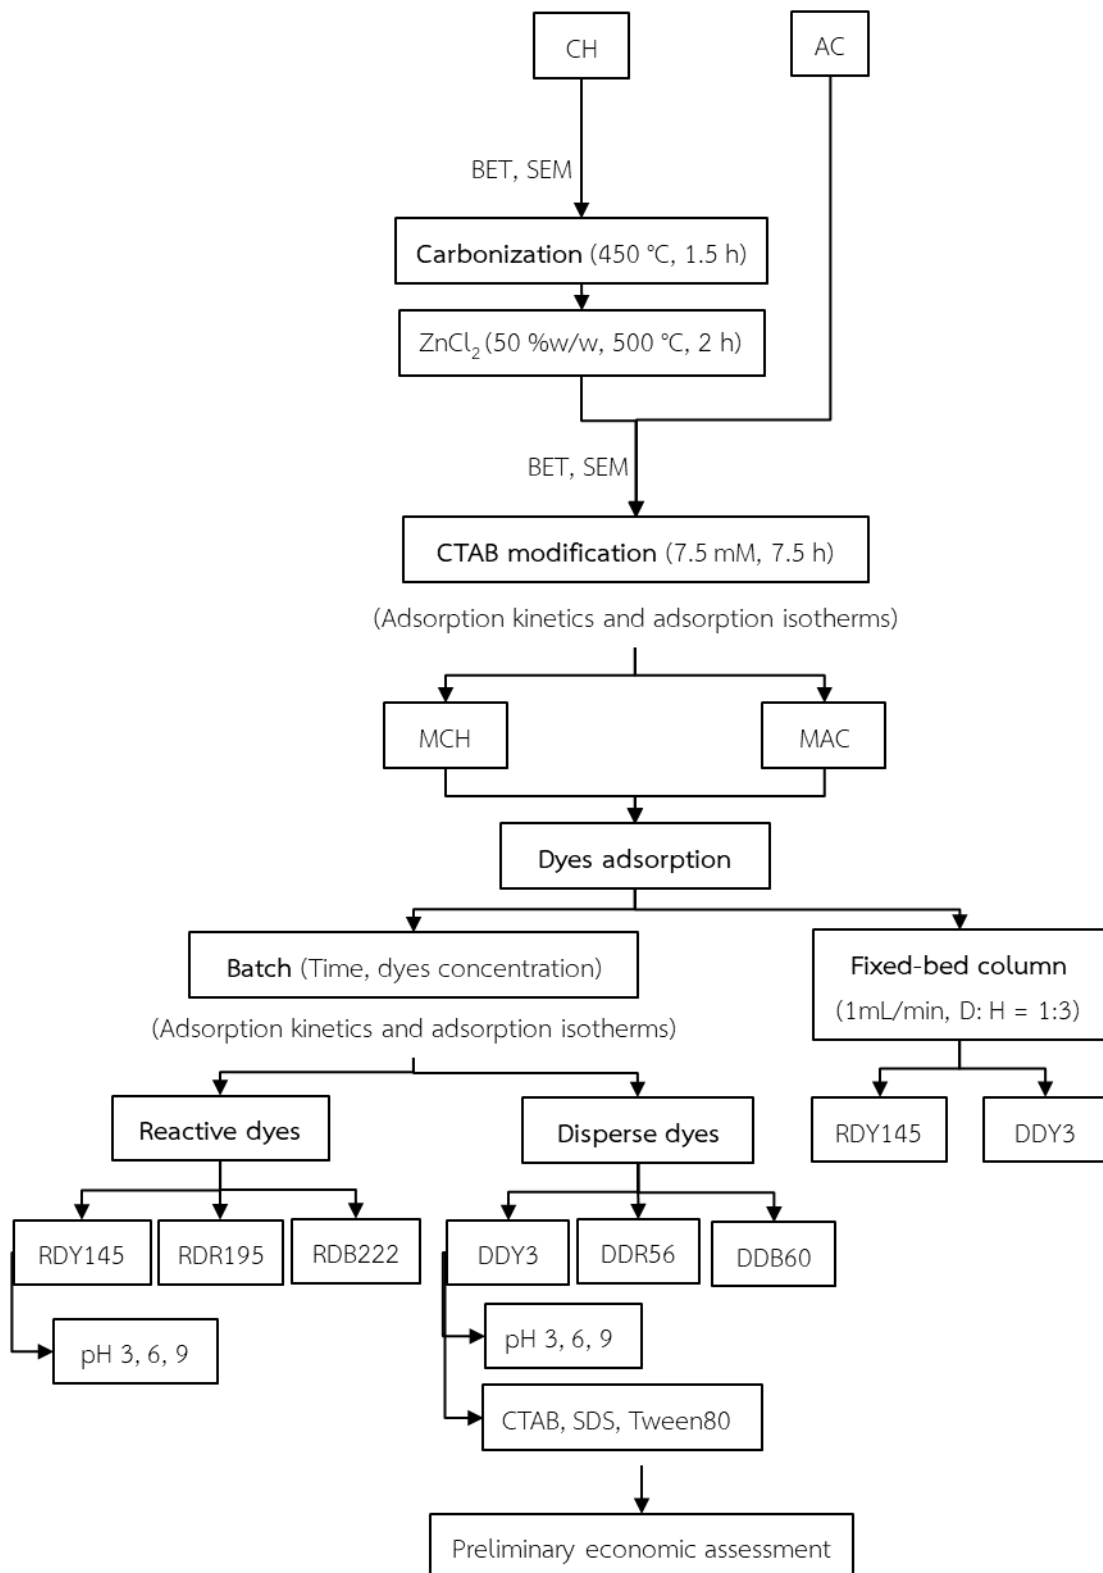 CH
AC
BET, SEM
Carbonization (450 °C, 1.5 h)
ZnCl₂ (50 %w/w, 500 °C, 2 h)
BET, SEM
CTAB modification (7.5 mM, 7.5 h)
(Adsorption kinetics and adsorption isotherms)
MCH
MAC
Dyes adsorption
Batch (Time, dyes concentration)
Fixed-bed column
(1mL/min, D: H = 1:3)
(Adsorption kinetics and adsorption isotherms)
Reactive dyes
Disperse dyes
RDY145
DDY3
RDY145
RDR195
RDB222
DDY3
DDR56
DDB60
pH 3, 6, 9
pH 3, 6, 9
CTAB, SDS, Tween80
Preliminary economic assessment